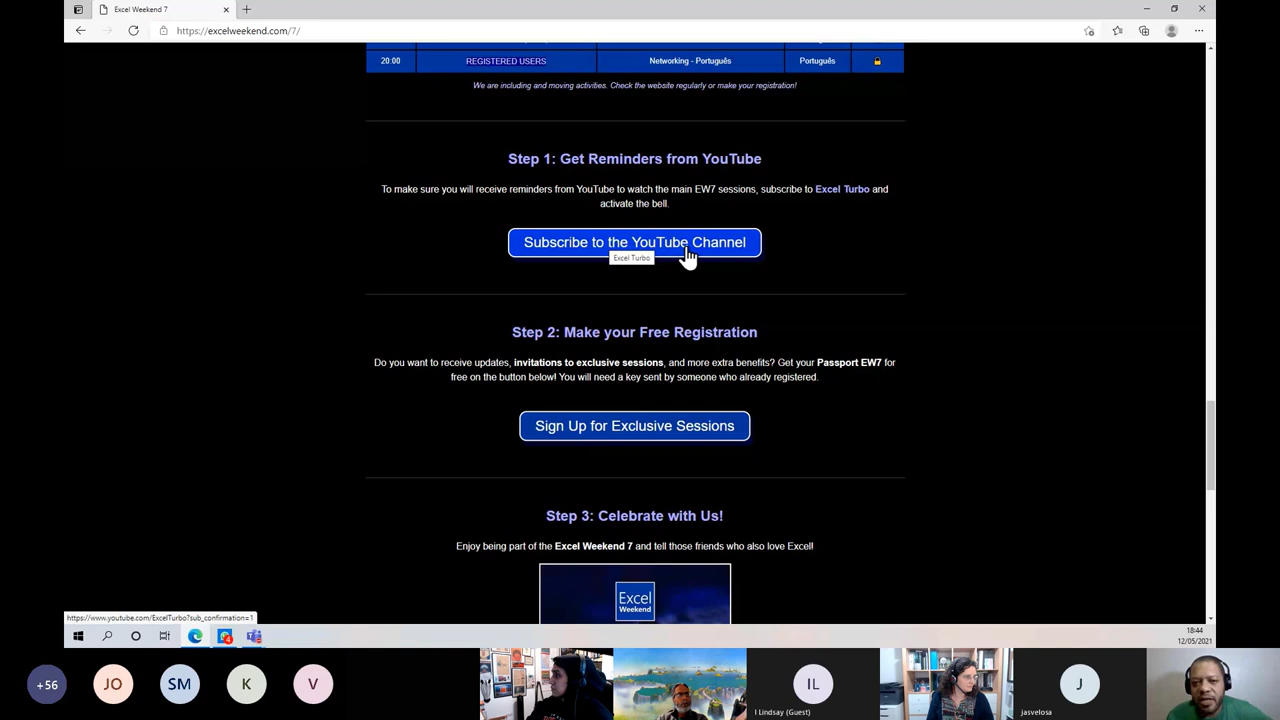 Excel Weekend 7
https://excelweekend.com/7/
20:00 REGISTERED USERS Networking - Português Português
We are including and moving activities. Check the website regularly or make your registration!
Step 1: Get Reminders from YouTube
To make sure you will receive reminders from YouTube to watch the main EW7 sessions, subscribe to Excel Turbo and
activate the bell.
Subscribe to the YouTube Channel
Excel Turbo
Step 2: Make your Free Registration
Do you want to receive updates, invitations to exclusive sessions, and more extra benefits? Get your Passport EW7 for
free on the button below! You will need a key sent by someone who already registered.
Sign Up for Exclusive Sessions
Step 3: Celebrate with Us!
Enjoy being part of the Excel Weekend 7 and tell those friends who also love Excel!
Excel
Weekend
https://www.youtube.com/ExcelTurbo?sub_confirmation=1
4
18:44
12/05/2021
+56
JO
SM
K
V
IL
I Lindsay (Guest)
J
jasvelosa